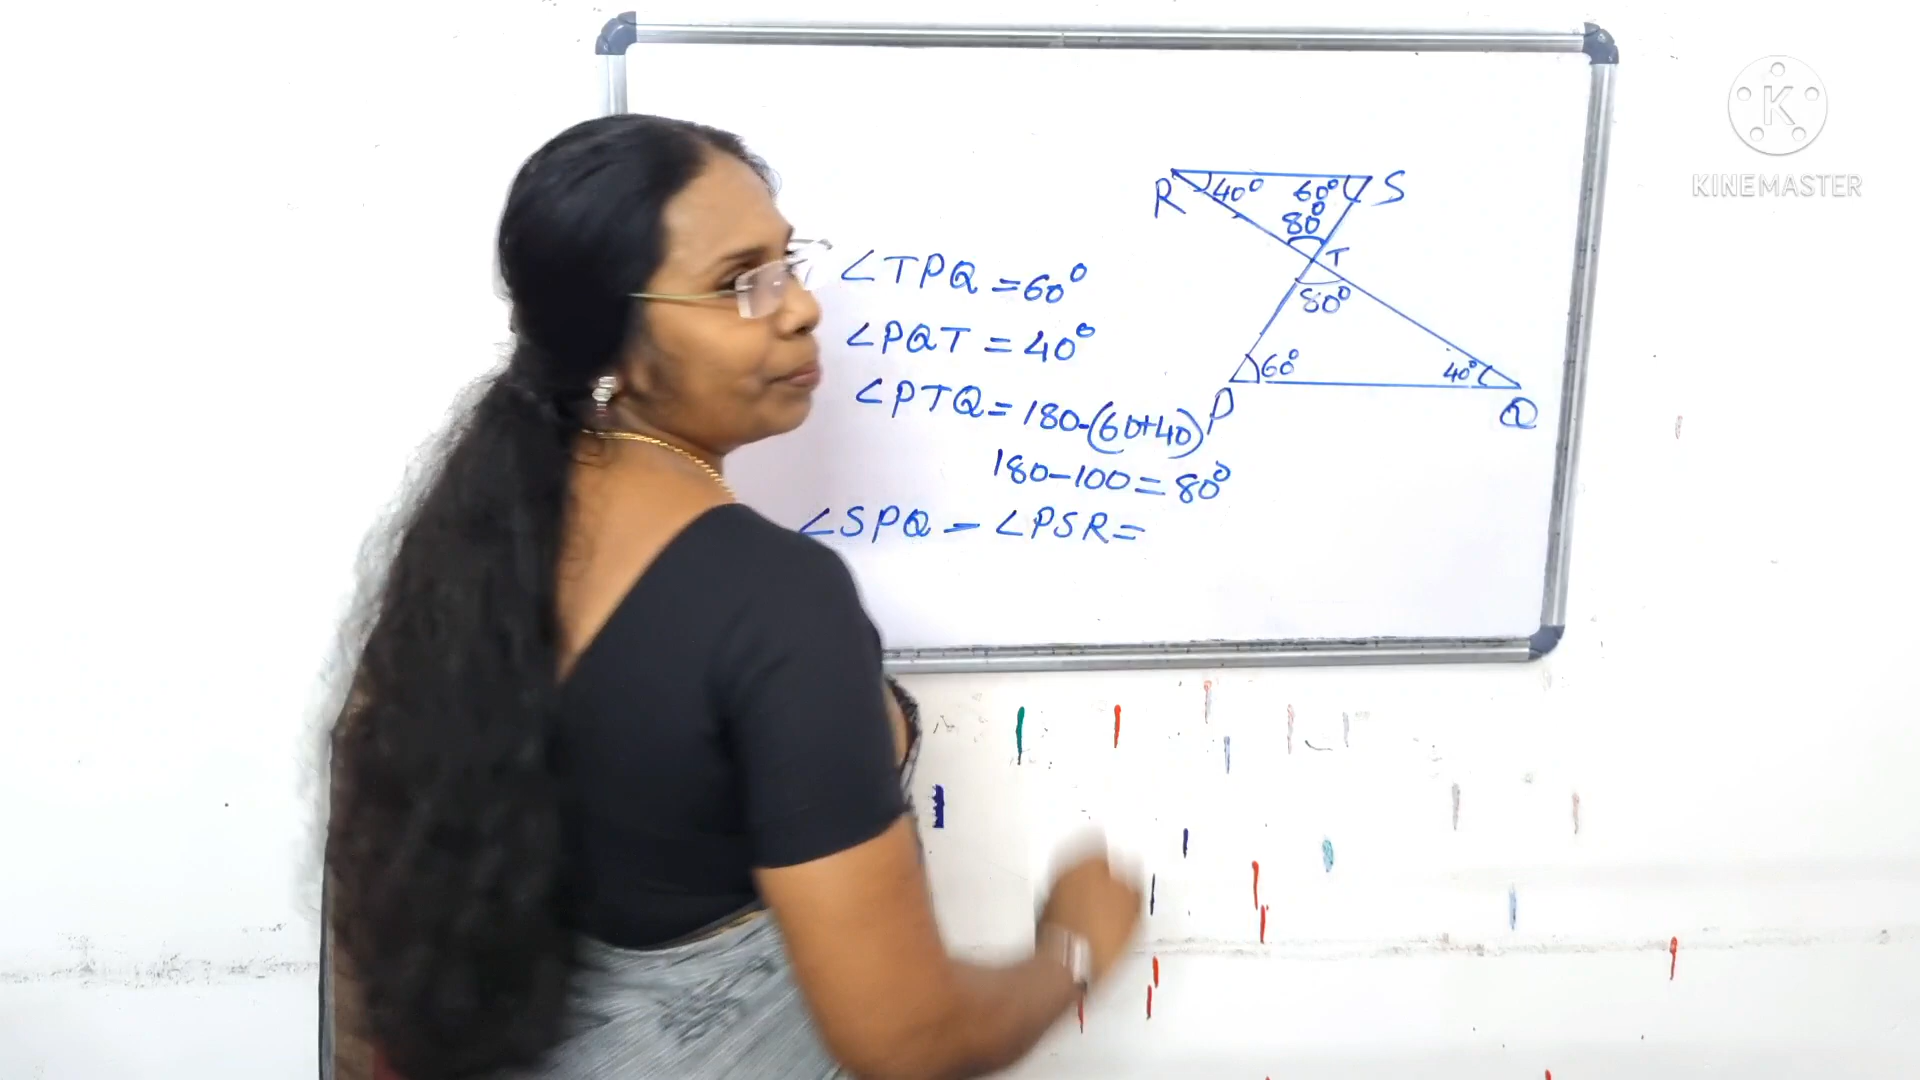 K
KINEMASTER
R 40° 60° S
80°
T
80°
60° 40°
P Q
∠TPQ = 60°
∠PQT = 40°
∠PTQ = 180-(60+40)
180-100 = 80°
∠SPQ - ∠PSR =